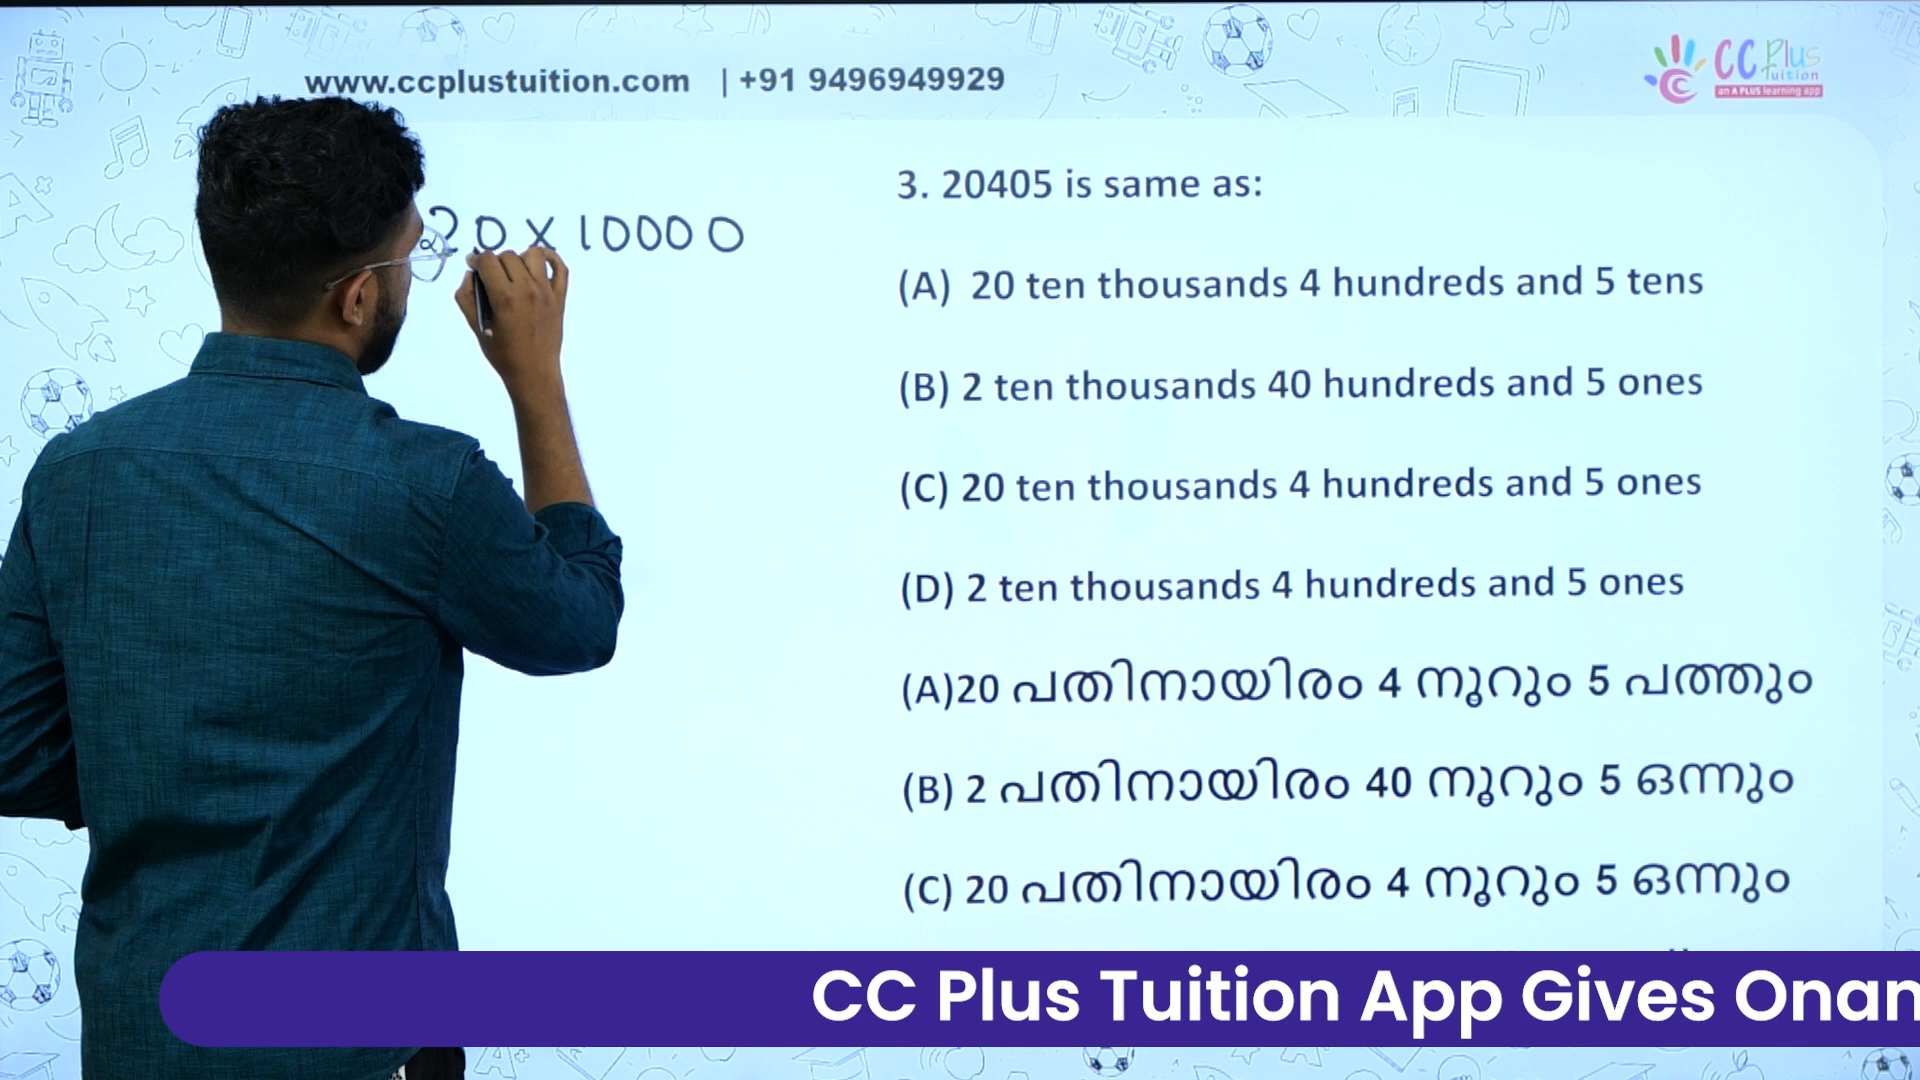 www.ccplustuition.com | +91 9496949929
CC Plus
Tuition
an A PLUS learning app
20 x 10000
3. 20405 is same as:
(A) 20 ten thousands 4 hundreds and 5 tens
(B) 2 ten thousands 40 hundreds and 5 ones
(C) 20 ten thousands 4 hundreds and 5 ones
(D) 2 ten thousands 4 hundreds and 5 ones
(A)20 പതിനായിരം 4 നൂറും 5 പത്തും
(B) 2 പതിനായിരം 40 നൂറും 5 ഒന്നും
(C) 20 പതിനായിരം 4 നൂറും 5 ഒന്നും
CC Plus Tuition App Gives